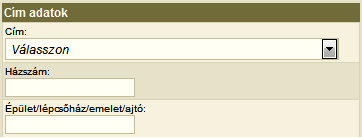 Cím adatok
Cím:
Válasszon
Házszám:
Épület/lépcsőház/emelet/ajtó: